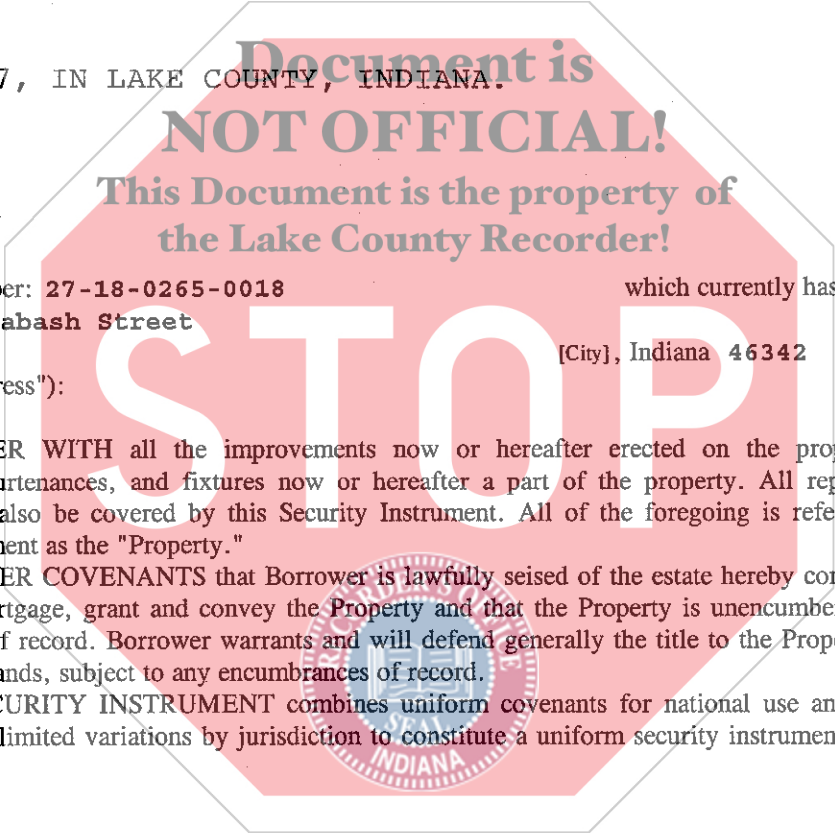 Document is
7, IN LAKE COUNTY, INDIANA.
NOT OFFICIAL!
This Document is the property of
the Lake County Recorder!
er: 27-18-0265-0018 which currently has
abash Street
[City], Indiana 46342
ess"):
STOP
ER WITH all the improvements now or hereafter erected on the prop
urtenances, and fixtures now or hereafter a part of the property. All rep
also be covered by this Security Instrument. All of the foregoing is refe
nent as the "Property."
ER COVENANTS that Borrower is lawfully seised of the estate hereby con
rtgage, grant and convey the Property and that the Property is unencumbe
f record. Borrower warrants and will defend generally the title to the Prop
ands, subject to any encumbrances of record.
CURITY INSTRUMENT combines uniform covenants for national use an
limited variations by jurisdiction to constitute a uniform security instrumen
RECORDER'S OFFICE
SEAL
INDIANA